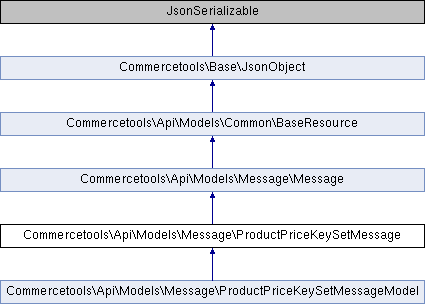 JsonSerializable
Commercetools\Base\JsonObject
Commercetools\Api\Models\Common\BaseResource
Commercetools\Api\Models\Message\Message
Commercetools\Api\Models\Message\ProductPriceKeySetMessage
Commercetools\Api\Models\Message\ProductPriceKeySetMessageModel